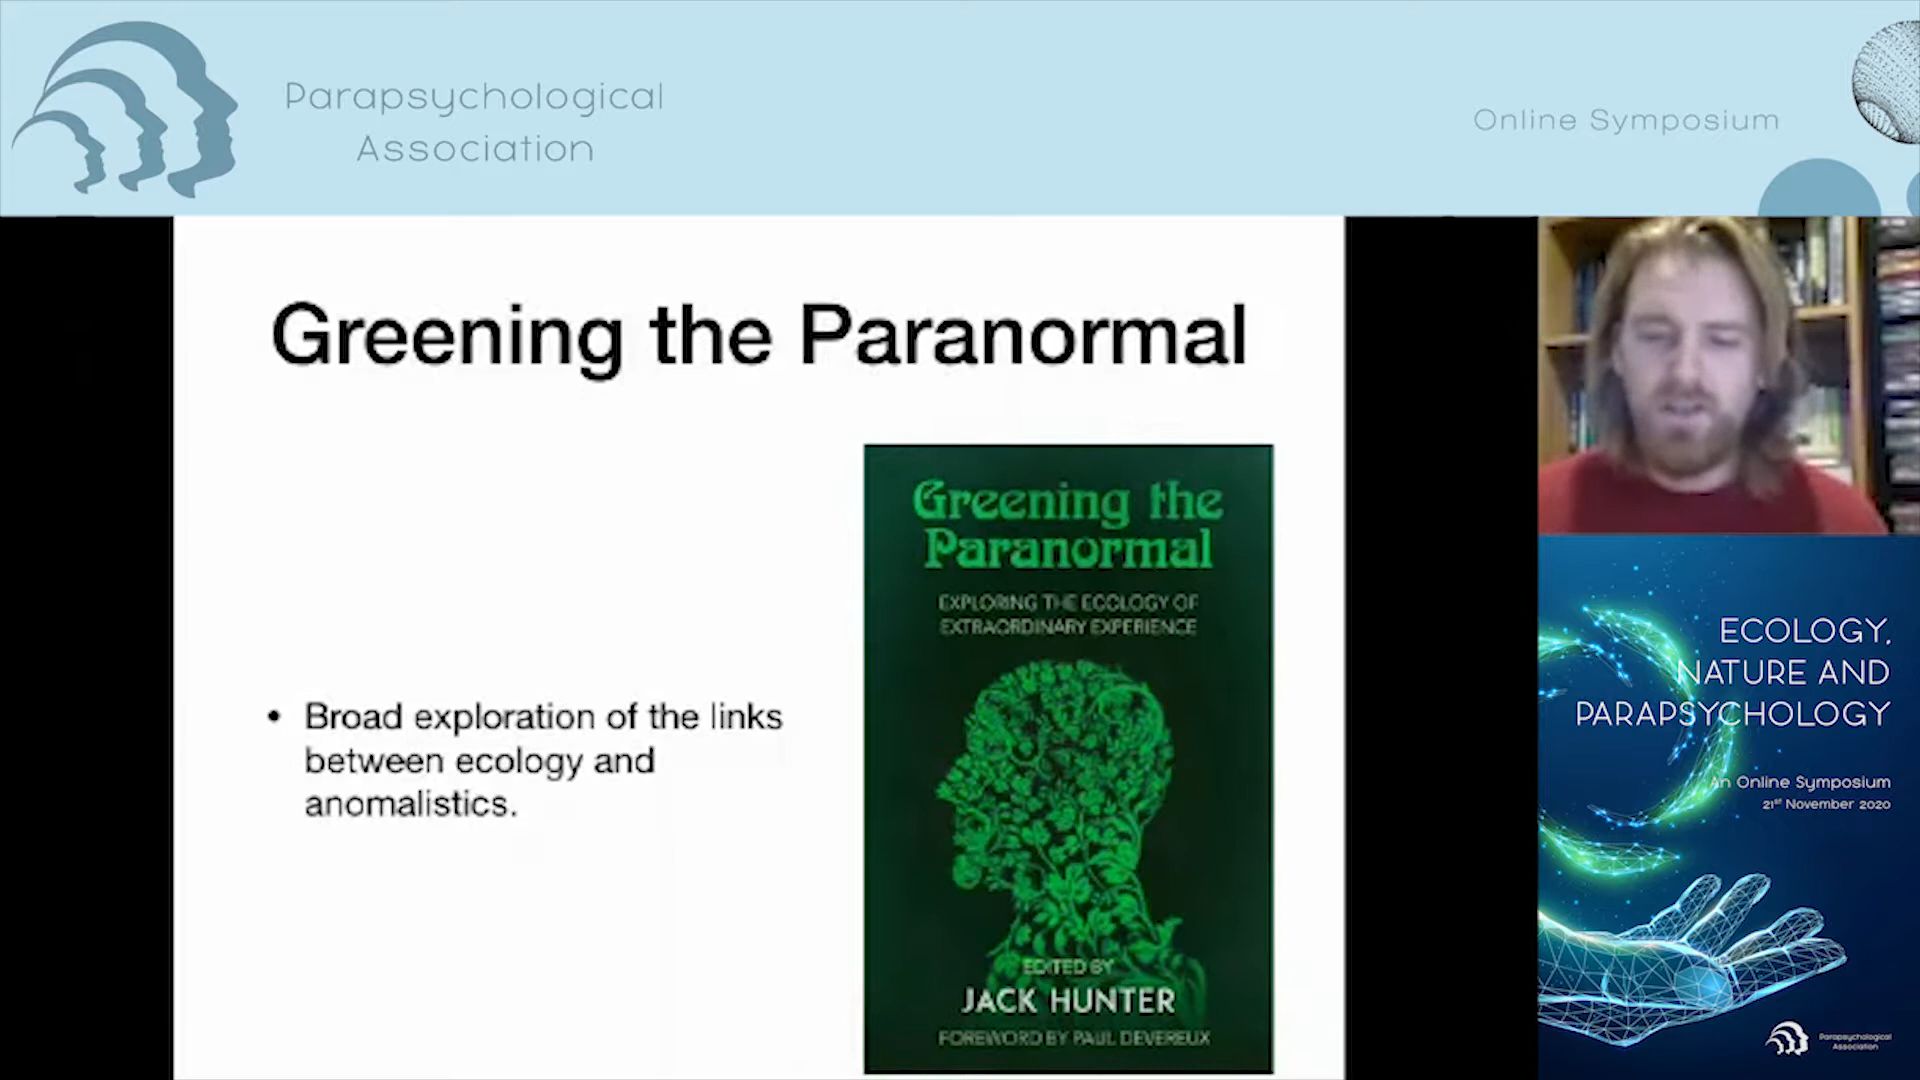 Parapsychological
Association
Online Symposium
Greening the Paranormal
• Broad exploration of the links
between ecology and
anomalistics.
Greening the
Paranormal
EXPLORING THE ECOLOGY OF
EXTRAORDINARY EXPERIENCE
EDITED BY
JACK HUNTER
FOREWORD BY PAUL DEVEREUX
ECOLOGY,
NATURE AND
PARAPSYCHOLOGY
An Online Symposium
21st November 2020
Parapsychological
Association